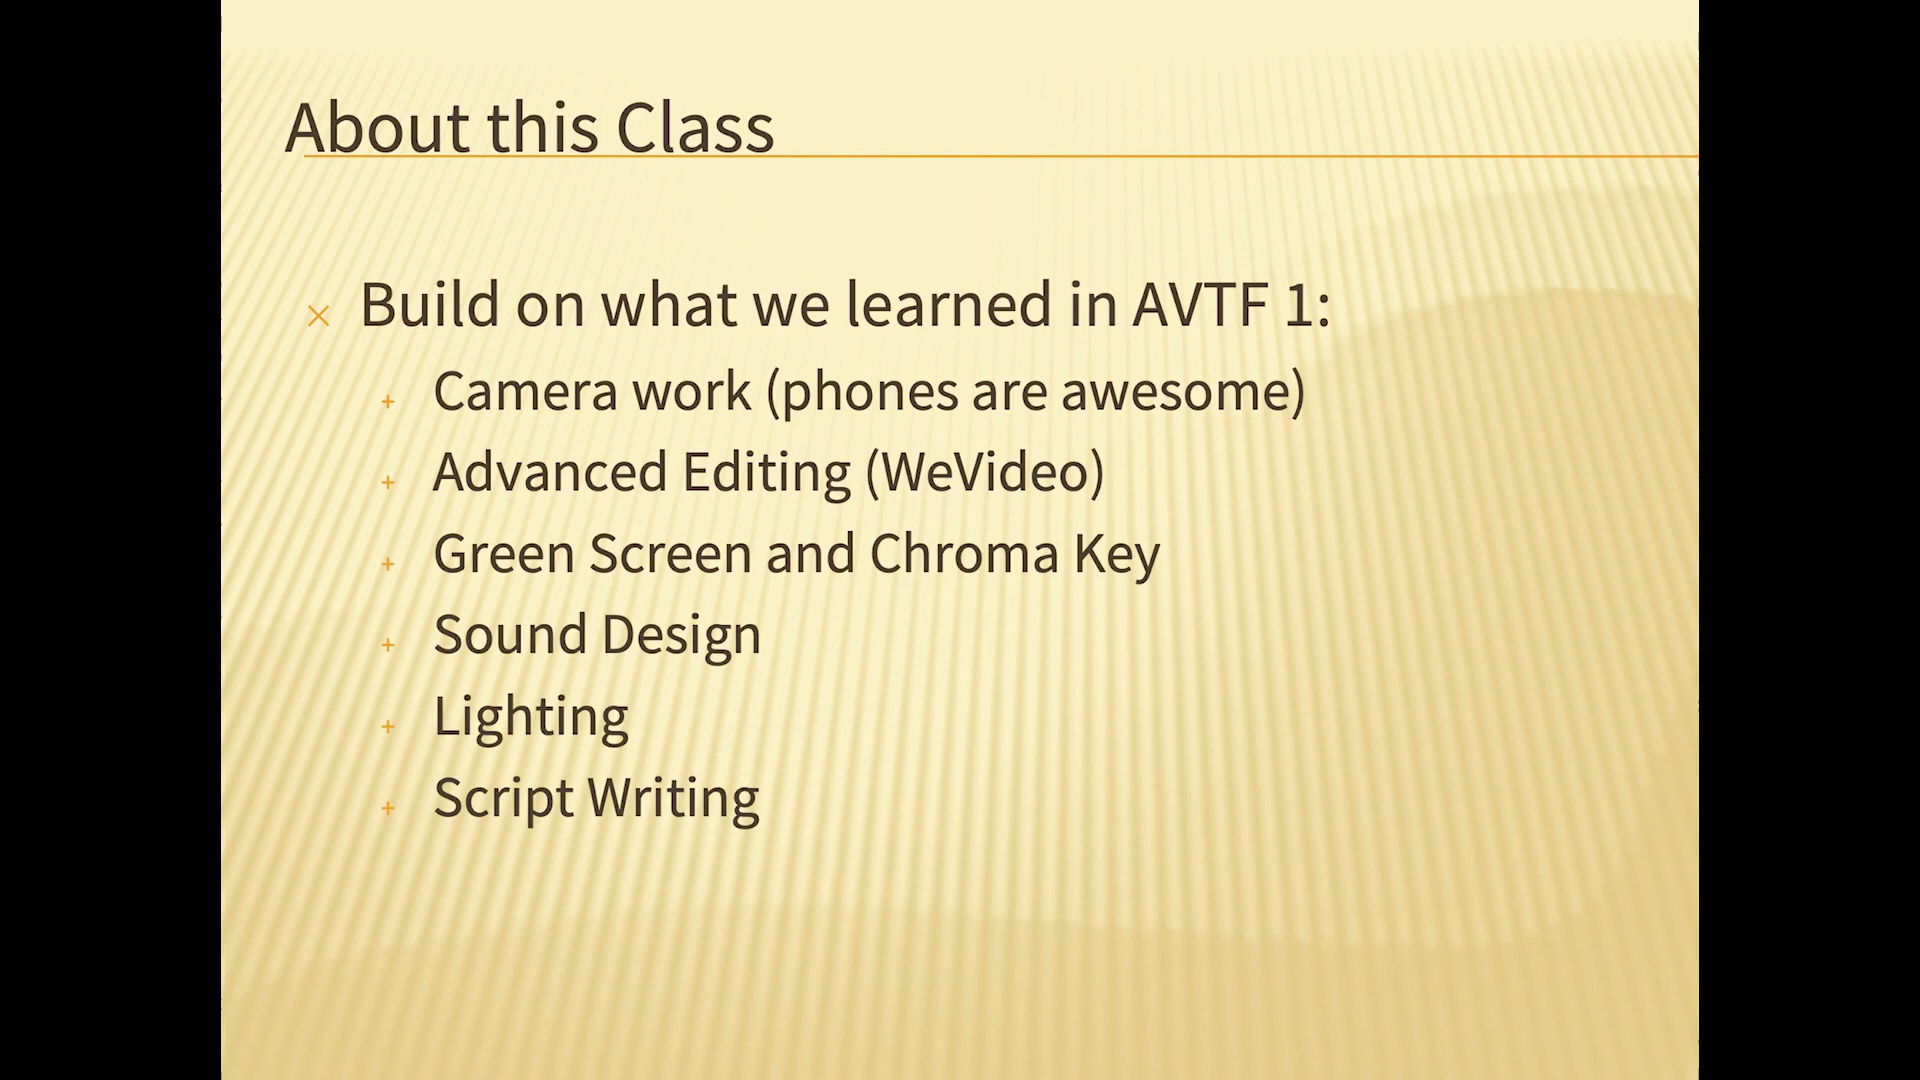 About this Class
Build on what we learned in AVTF 1:
Camera work (phones are awesome)
Advanced Editing (WeVideo)
Green Screen and Chroma Key
Sound Design
Lighting
Script Writing